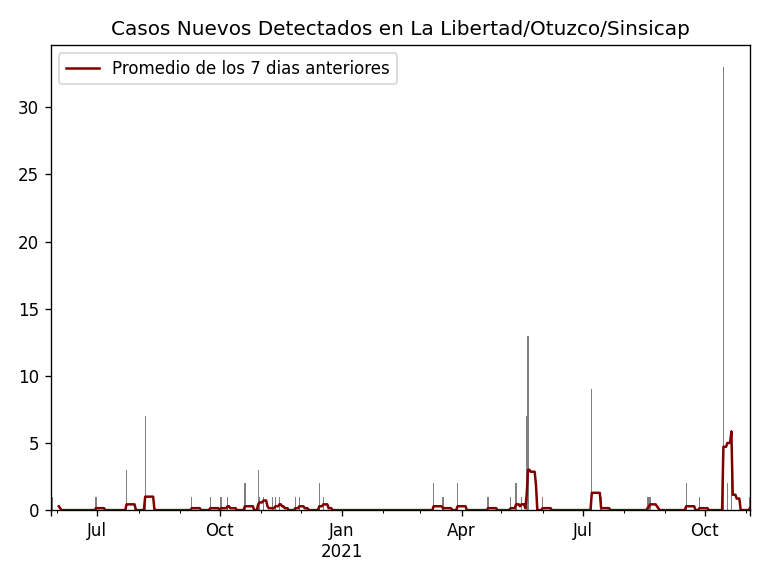 Casos Nuevos Detectados en La Libertad/Otuzco/Sinsicap
Promedio de los 7 dias anteriores
30
25
20
15
10
5
0
Jul
Oct
Jan
2021
Apr
Jul
Oct